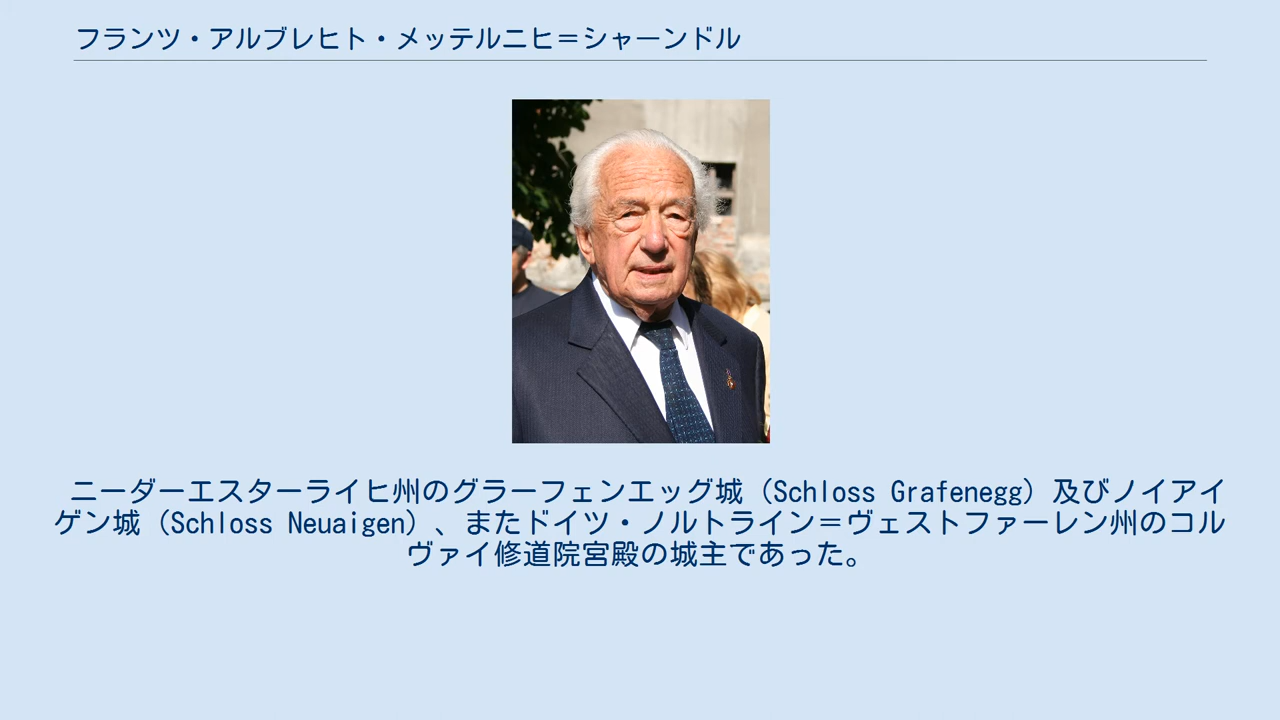 フランツ・アルブレヒト・メッテルニヒ＝シャーンドル
ニーダーエスターライヒ州のグラーフェンエッグ城（Schloss Grafenegg）及びノイアイ
ゲン城（Schloss Neuaigen）、またドイツ・ノルトライン＝ヴェストファーレン州のコル
ヴァイ修道院宮殿の城主であった。